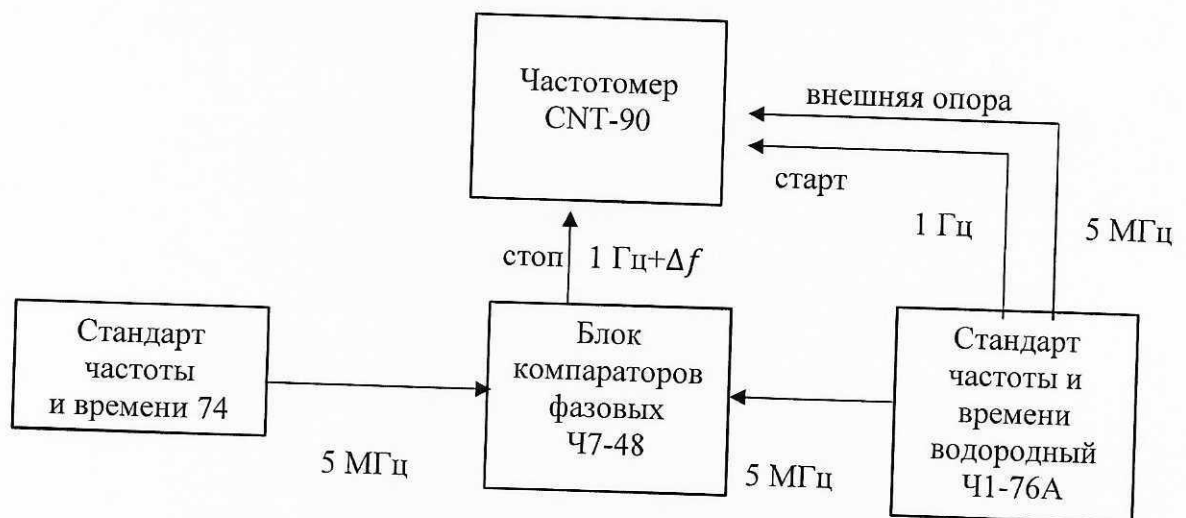 Частотомер
CNT-90
внешняя опора
старт
1 Гц
5 МГц
стоп
1 Гц+Δf
Стандарт
частоты
и времени 74
5 МГц
Блок
компараторов
фазовых
Ч7-48
5 МГц
Стандарт
частоты и
времени
водородный
Ч1-76А